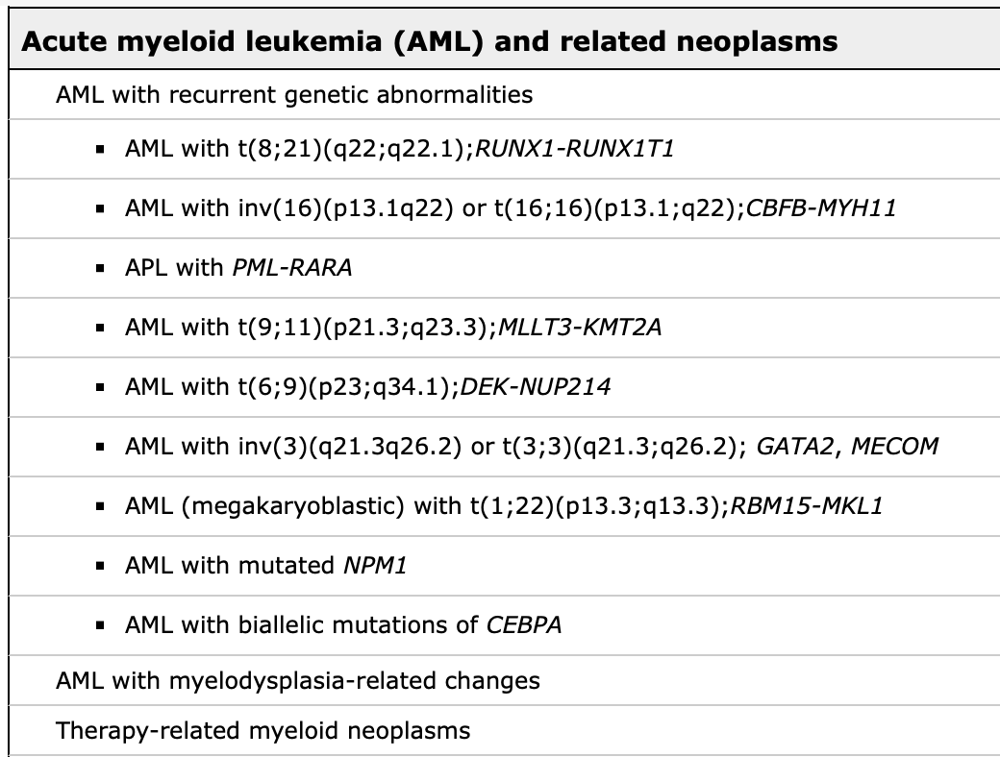 Acute myeloid leukemia (AML) and related neoplasms
AML with recurrent genetic abnormalities
▪ AML with t(8;21)(q22;q22.1);RUNX1-RUNX1T1
▪ AML with inv(16)(p13.1q22) or t(16;16)(p13.1;q22);CBFB-MYH11
▪ APL with PML-RARA
▪ AML with t(9;11)(p21.3;q23.3);MLLT3-KMT2A
▪ AML with t(6;9)(p23;q34.1);DEK-NUP214
▪ AML with inv(3)(q21.3q26.2) or t(3;3)(q21.3;q26.2); GATA2, MECOM
▪ AML (megakaryoblastic) with t(1;22)(p13.3;q13.3);RBM15-MKL1
▪ AML with mutated NPM1
▪ AML with biallelic mutations of CEBPA
AML with myelodysplasia-related changes
Therapy-related myeloid neoplasms